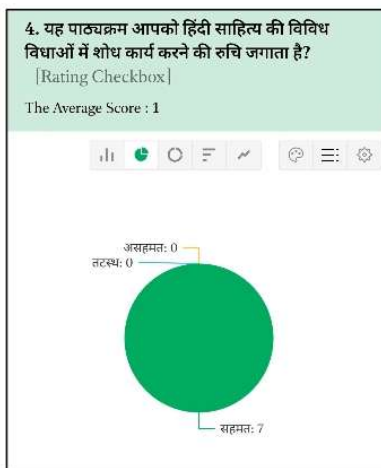 4. यह पाठ्यक्रम आपको हिंदी साहित्य की विविध
विधाओं में शोध कार्य करने की रुचि जगाता है?
[Rating Checkbox]
The Average Score : 1
असहमत: 0
तटस्थ: 0
सहमत: 7